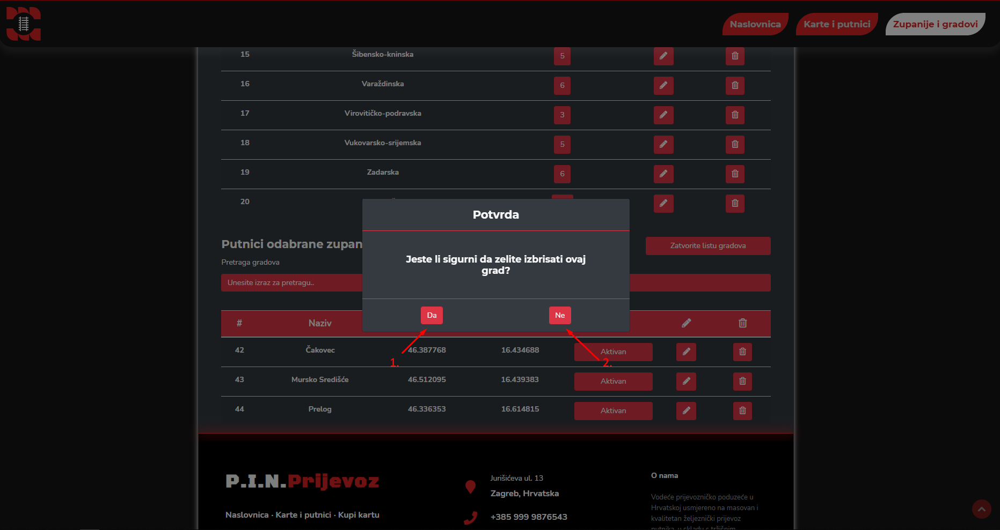 Naslovnica
Karte i putnici
Zupanije i gradovi
15 Šibensko-kninska 5
16 Varaždinska 6
17 Virovitičko-podravska 3
18 Vukovarsko-srijemska 5
19 Zadarska 6
20
Potvrda
Jeste li sigurni da zelite izbrisati ovaj
grad?
Da Ne
1. 2.
Putnici odabrane zupan
Zatvorite listu gradova
Pretraga gradova
Unesite izraz za pretragu..
# Naziv
42 Čakovec 46.387768 16.434688 Aktivan
43 Mursko Središće 46.512095 16.439383 Aktivan
44 Prelog 46.336353 16.614815 Aktivan
P.I.N.Prijevoz
Naslovnica · Karte i putnici · Kupi kartu
Jurišićeva ul. 13
Zagreb, Hrvatska
+385 999 9876543
O nama
Vodeće prijevozničko poduzeće u
Hrvatskoj usmjereno na masovan i
kvalitetan željeznički prijevoz
putnika, u skladu s tržišnim